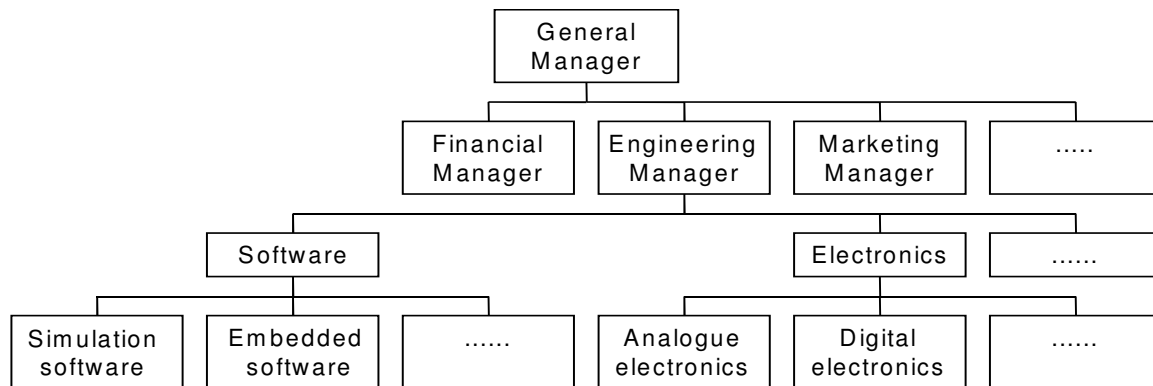 General
Manager
Financial
Manager
Engineering
Manager
Marketing
Manager
.....
Software
Electronics
......
Simulation
software
Embedded
software
......
Analogue
electronics
Digital
electronics
......